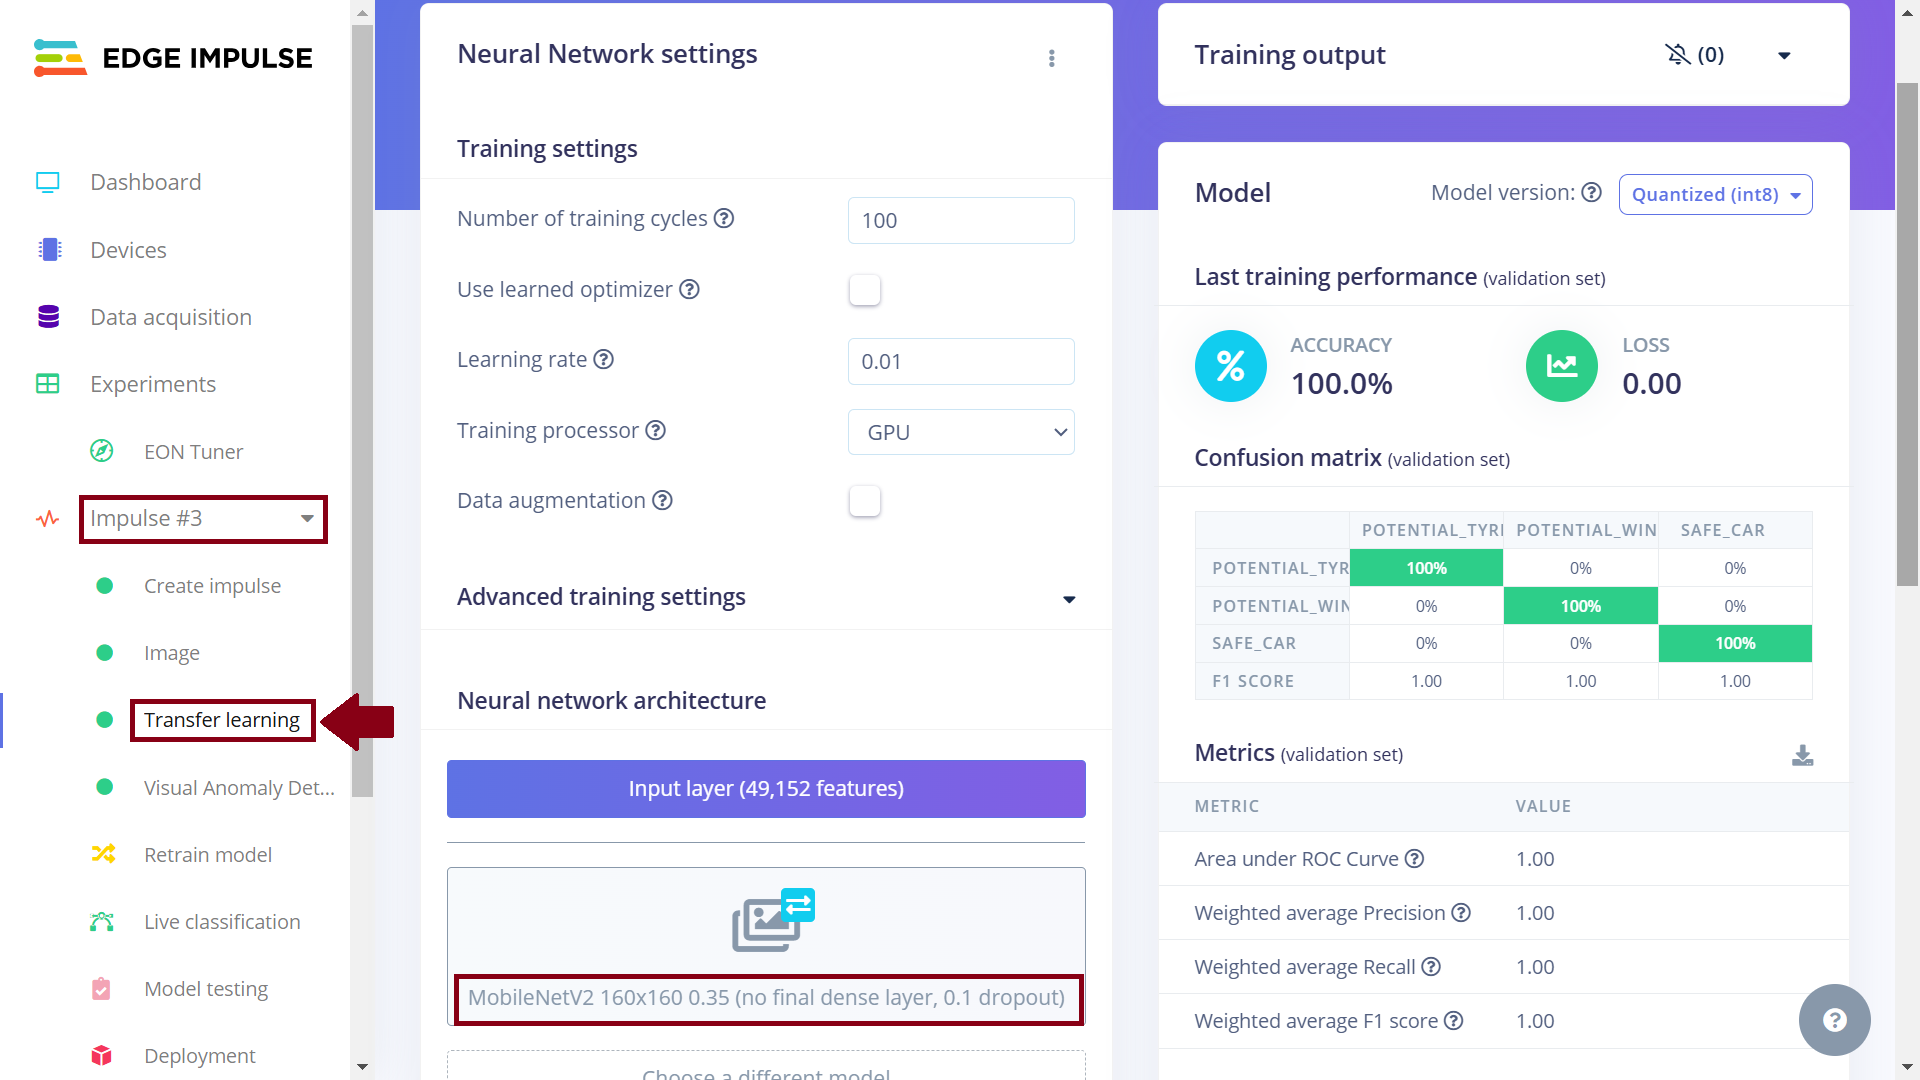 EDGE IMPULSE
Dashboard
Devices
Data acquisition
Experiments
EON Tuner
Impulse #3
Create impulse
Image
Transfer learning
Visual Anomaly Det...
Retrain model
Live classification
Model testing
Deployment
Neural Network settings
Training settings
Number of training cycles ?
100
Use learned optimizer ?
Learning rate ?
0.01
Training processor ?
GPU
Data augmentation ?
Advanced training settings
Neural network architecture
Input layer (49,152 features)
MobileNetV2 160x160 0.35 (no final dense layer, 0.1 dropout)
Choose a different model
Training output
(0)
Model
Model version: ?
Quantized (int8)
Last training performance (validation set)
%
ACCURACY
100.0%
LOSS
0.00
Confusion matrix (validation set)
POTENTIAL_TYRE POTENTIAL_WIN SAFE_CAR
POTENTIAL_TYR 100% 0% 0%
POTENTIAL_WIN 0% 100% 0%
SAFE_CAR 0% 0% 100%
F1 SCORE 1.00 1.00 1.00
Metrics (validation set)
METRIC VALUE
Area under ROC Curve ? 1.00
Weighted average Precision ? 1.00
Weighted average Recall ? 1.00
Weighted average F1 score ? 1.00
?